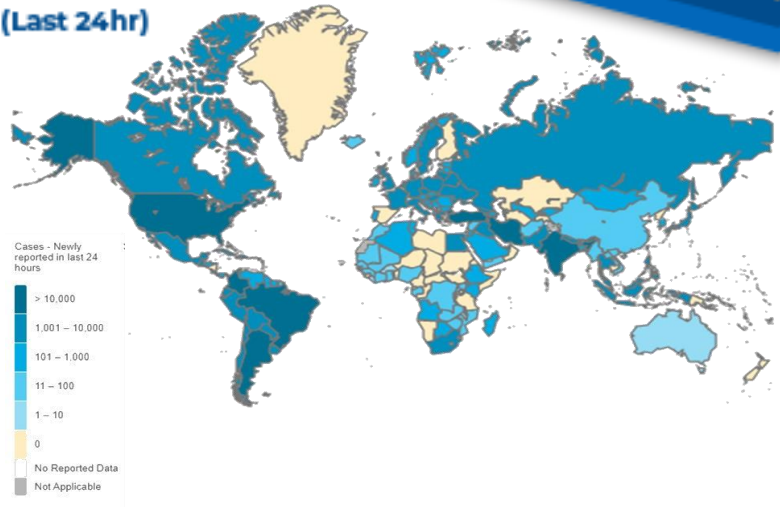 (Last 24hr)
Cases - Newly
reported in last 24
hours
> 10,000
1,001 – 10,000
101 – 1,000
11 – 100
1 – 10
0
No Reported Data
Not Applicable